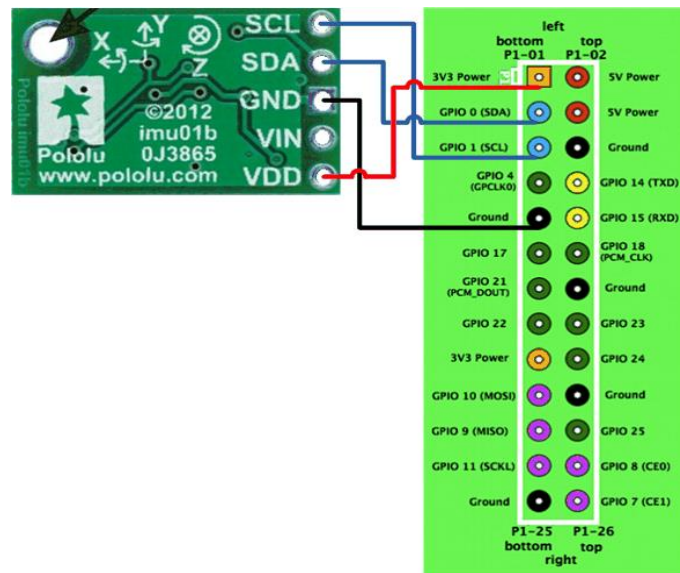 X
Y
Z
SCL
SDA
GND
VIN
VDD
©2012
imu01b
0J3865
Pololu
www.pololu.com
Pololu imu01b
left
bottom
top
P1-01
P1-02
3V3 Power
5V Power
GPIO 0 (SDA)
5V Power
GPIO 1 (SCL)
Ground
GPIO 4
(GPCLK0)
GPIO 14 (TXD)
Ground
GPIO 15 (RXD)
GPIO 17
GPIO 18
(PCM_CLK)
GPIO 21
(PCM_DOUT)
Ground
GPIO 22
GPIO 23
3V3 Power
GPIO 24
GPIO 10 (MOSI)
Ground
GPIO 9 (MISO)
GPIO 25
GPIO 11 (SCKL)
GPIO 8 (CE0)
Ground
GPIO 7 (CE1)
P1-25
P1-26
bottom
top
right